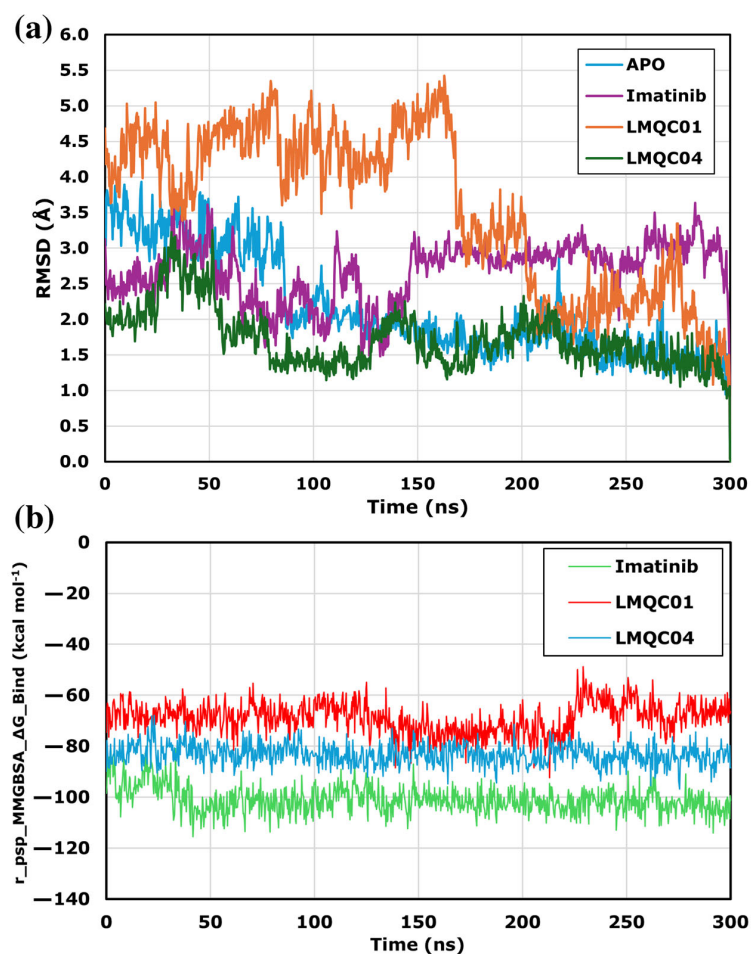 (a)
6.0
5.5
5.0
4.5
4.0
3.5
3.0
2.5
2.0
1.5
1.0
0.5
0.0
RMSD (Å)
APO
Imatinib
LMQC01
LMQC04
0 50 100 150 200 250 300
Time (ns)
(b)
0
—20
—40
—60
—80
—100
—120
—140
r_psp_MMGBSA_ΔG_Bind (kcal mol⁻¹)
Imatinib
LMQC01
LMQC04
0 50 100 150 200 250 300
Time (ns)